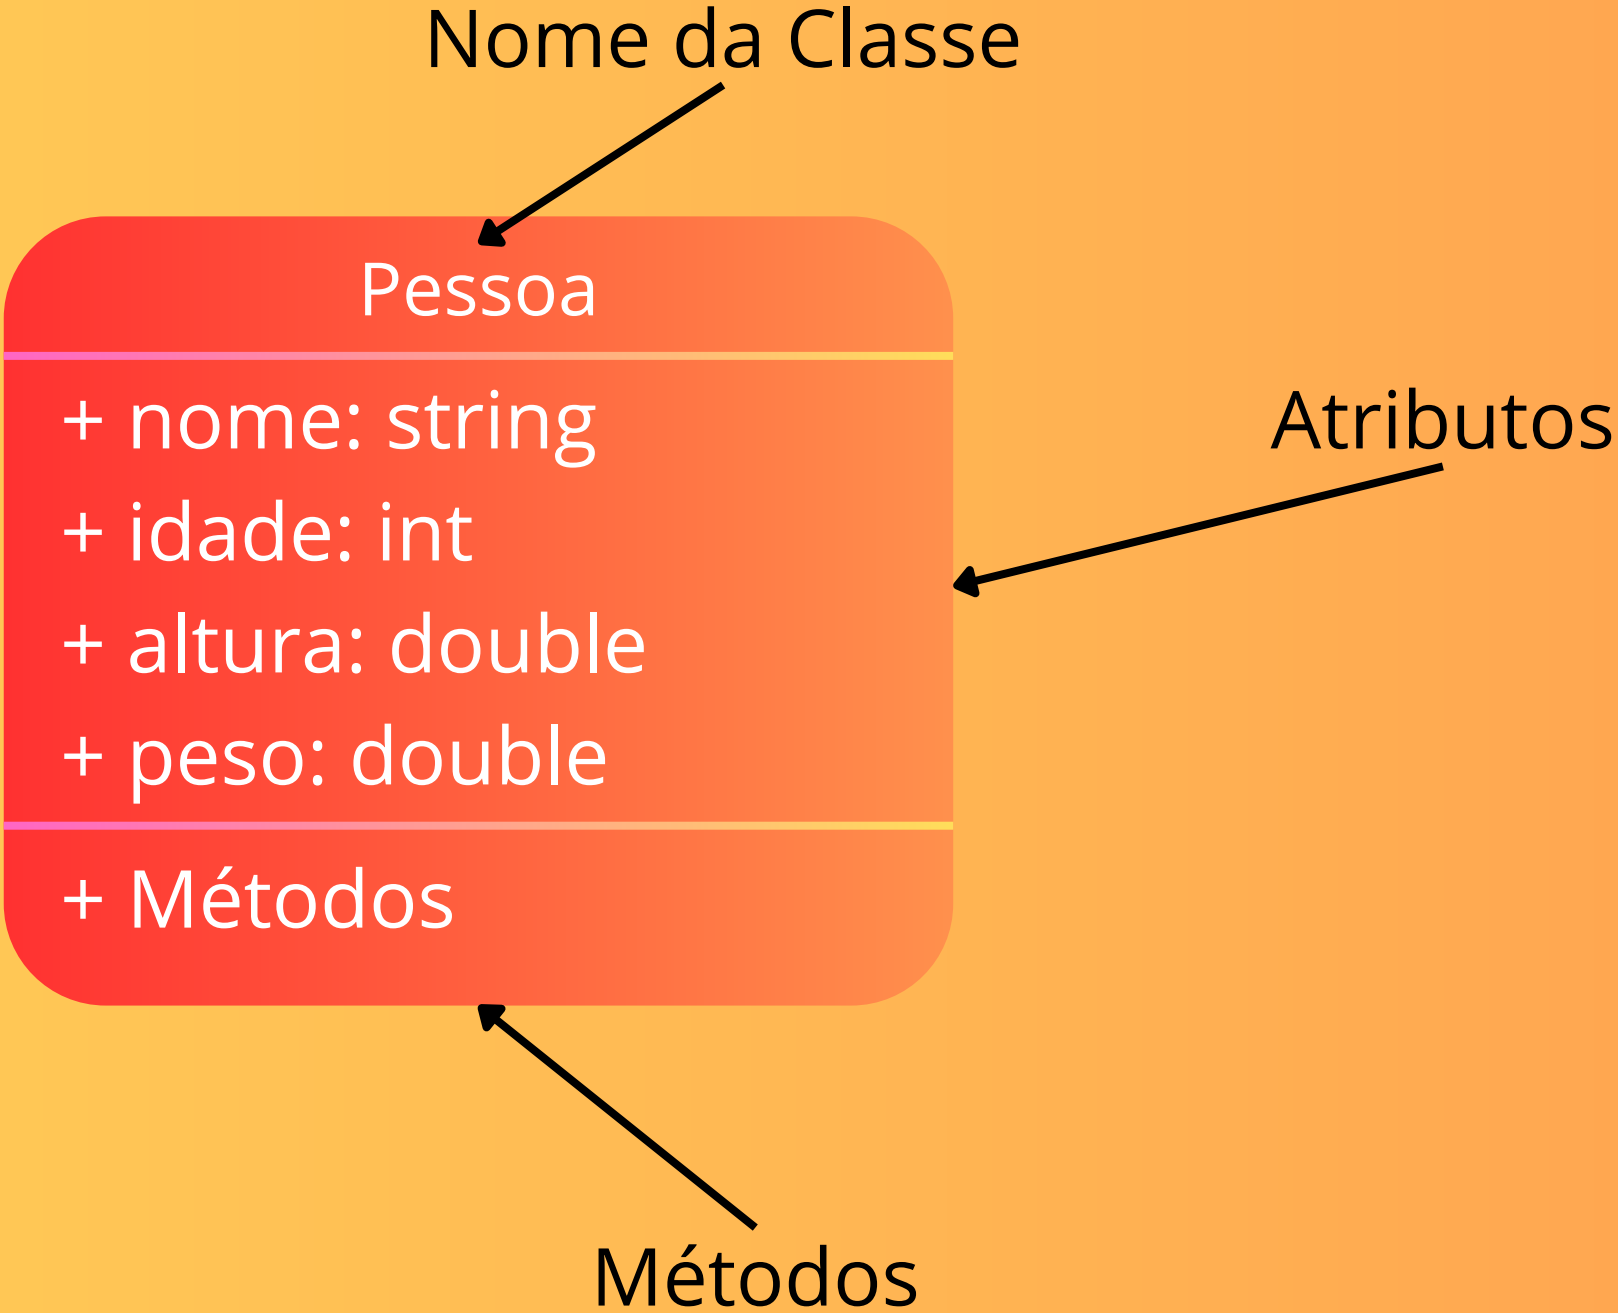 Nome da Classe
Pessoa
+ nome: string
Atributos
+ idade: int
+ altura: double
+ peso: double
+ Métodos
Métodos